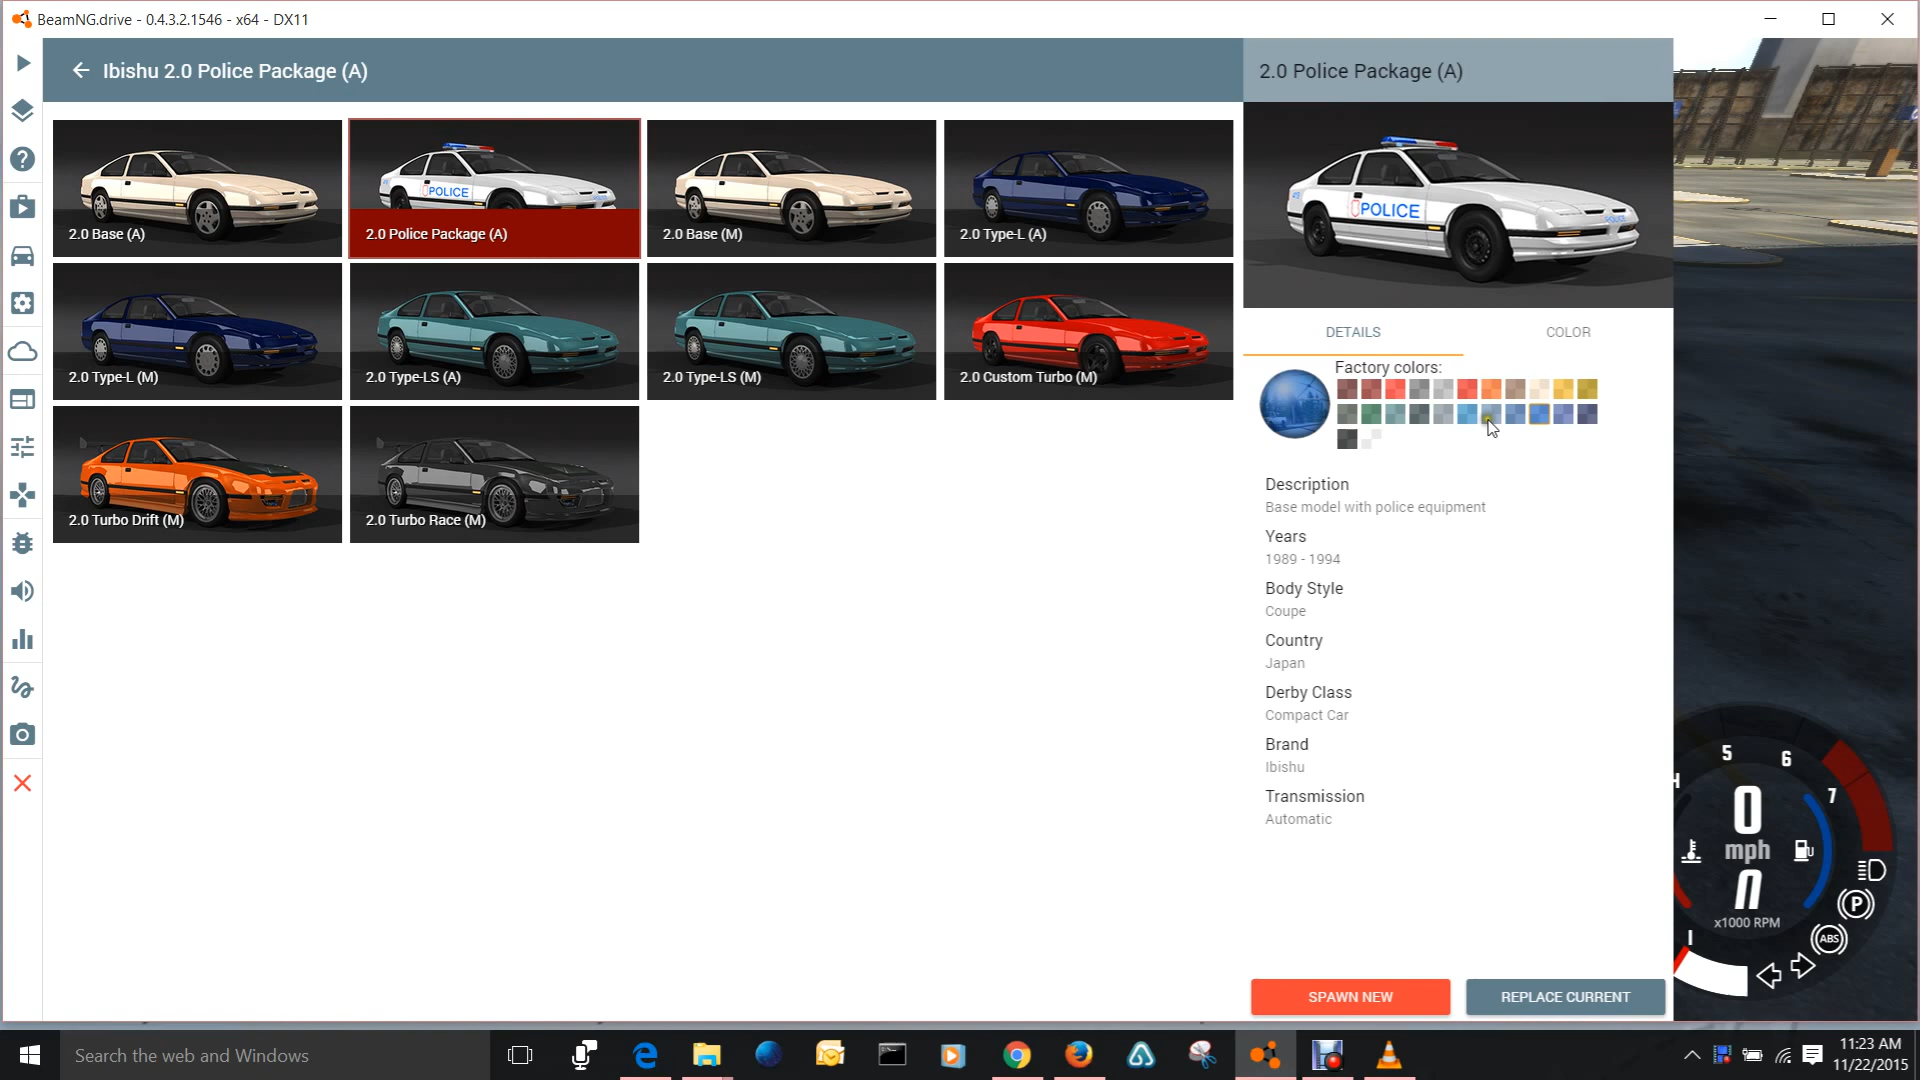 BeamNG.drive - 0.4.3.2.1546 - x64 - DX11
Ibishu 2.0 Police Package (A)
2.0 Police Package (A)
POLICE
2.0 Base (A)
2.0 Police Package (A)
2.0 Base (M)
2.0 Type-L (A)
POLICE
2.0 Type-L (M)
2.0 Type-LS (A)
2.0 Type-LS (M)
2.0 Custom Turbo (M)
2.0 Turbo Drift (M)
2.0 Turbo Race (M)
DETAILS
COLOR
Factory colors:
Description
Base model with police equipment
Years
1989 - 1994
Body Style
Coupe
Country
Japan
Derby Class
Compact Car
Brand
Ibishu
Transmission
Automatic
SPAWN NEW
REPLACE CURRENT
5
6
7
0
mph
0
x1000 RPM
P
ABS
Search the web and Windows
11:23 AM
11/22/2015